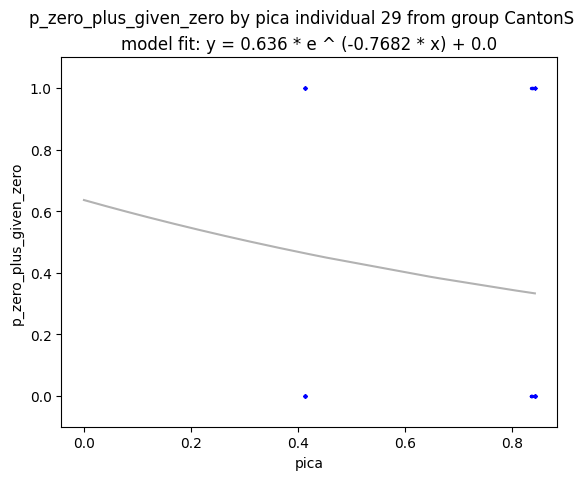 p_zero_plus_given_zero by pica individual 29 from group CantonS
model fit: y = 0.636 * e ^ (-0.7682 * x) + 0.0
1.0
0.8
0.6
0.4
0.2
0.0
p_zero_plus_given_zero
0.0 0.2 0.4 0.6 0.8
pica